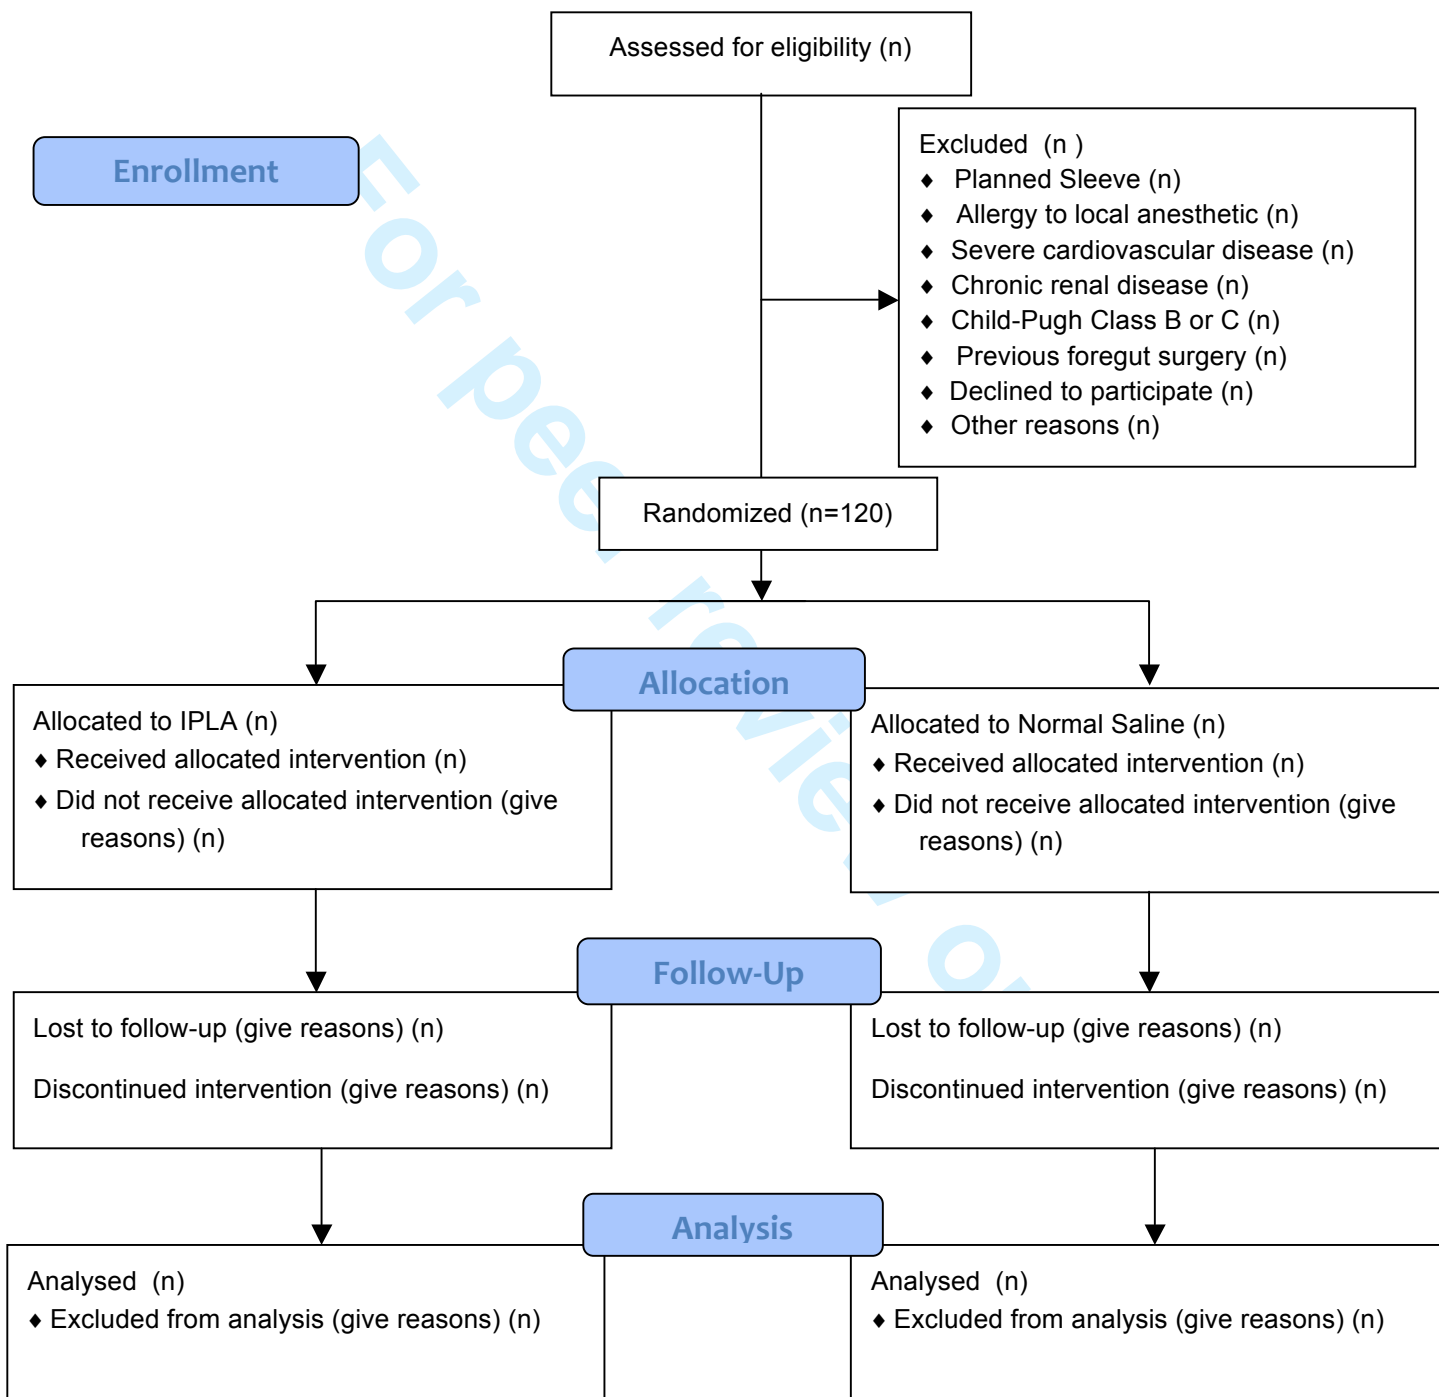 Assessed for eligibility (n)
Enrollment
Excluded (n )
♦ Planned Sleeve (n)
♦ Allergy to local anesthetic (n)
♦ Severe cardiovascular disease (n)
♦ Chronic renal disease (n)
♦ Child-Pugh Class B or C (n)
♦ Previous foregut surgery (n)
♦ Declined to participate (n)
♦ Other reasons (n)
Randomized (n=120)
Allocation
Allocated to IPLA (n)
♦ Received allocated intervention (n)
♦ Did not receive allocated intervention (give
reasons) (n)
Allocated to Normal Saline (n)
♦ Received allocated intervention (n)
♦ Did not receive allocated intervention (give
reasons) (n)
Follow-Up
Lost to follow-up (give reasons) (n)
Discontinued intervention (give reasons) (n)
Lost to follow-up (give reasons) (n)
Discontinued intervention (give reasons) (n)
Analysis
Analysed (n)
♦ Excluded from analysis (give reasons) (n)
Analysed (n)
♦ Excluded from analysis (give reasons) (n)
For peer review